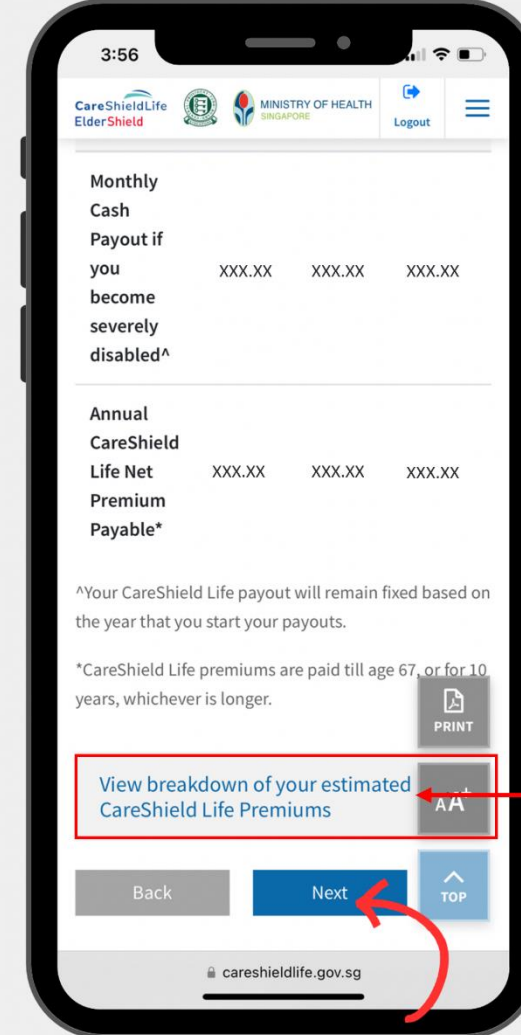 3:56
CareShieldLife
ElderShield
MINISTRY OF HEALTH
SINGAPORE
Logout
Monthly
Cash
Payout if
you
become
severely
disabled^
XXX.XX XXX.XX XXX.XX
Annual
CareShield
Life Net
Premium
Payable*
XXX.XX XXX.XX XXX.XX
^Your CareShield Life payout will remain fixed based on
the year that you start your payouts.
*CareShield Life premiums are paid till age 67, or for 10
years, whichever is longer.
PRINT
View breakdown of your estimated
CareShield Life Premiums
AA+
Back
Next
TOP
careshieldlife.gov.sg